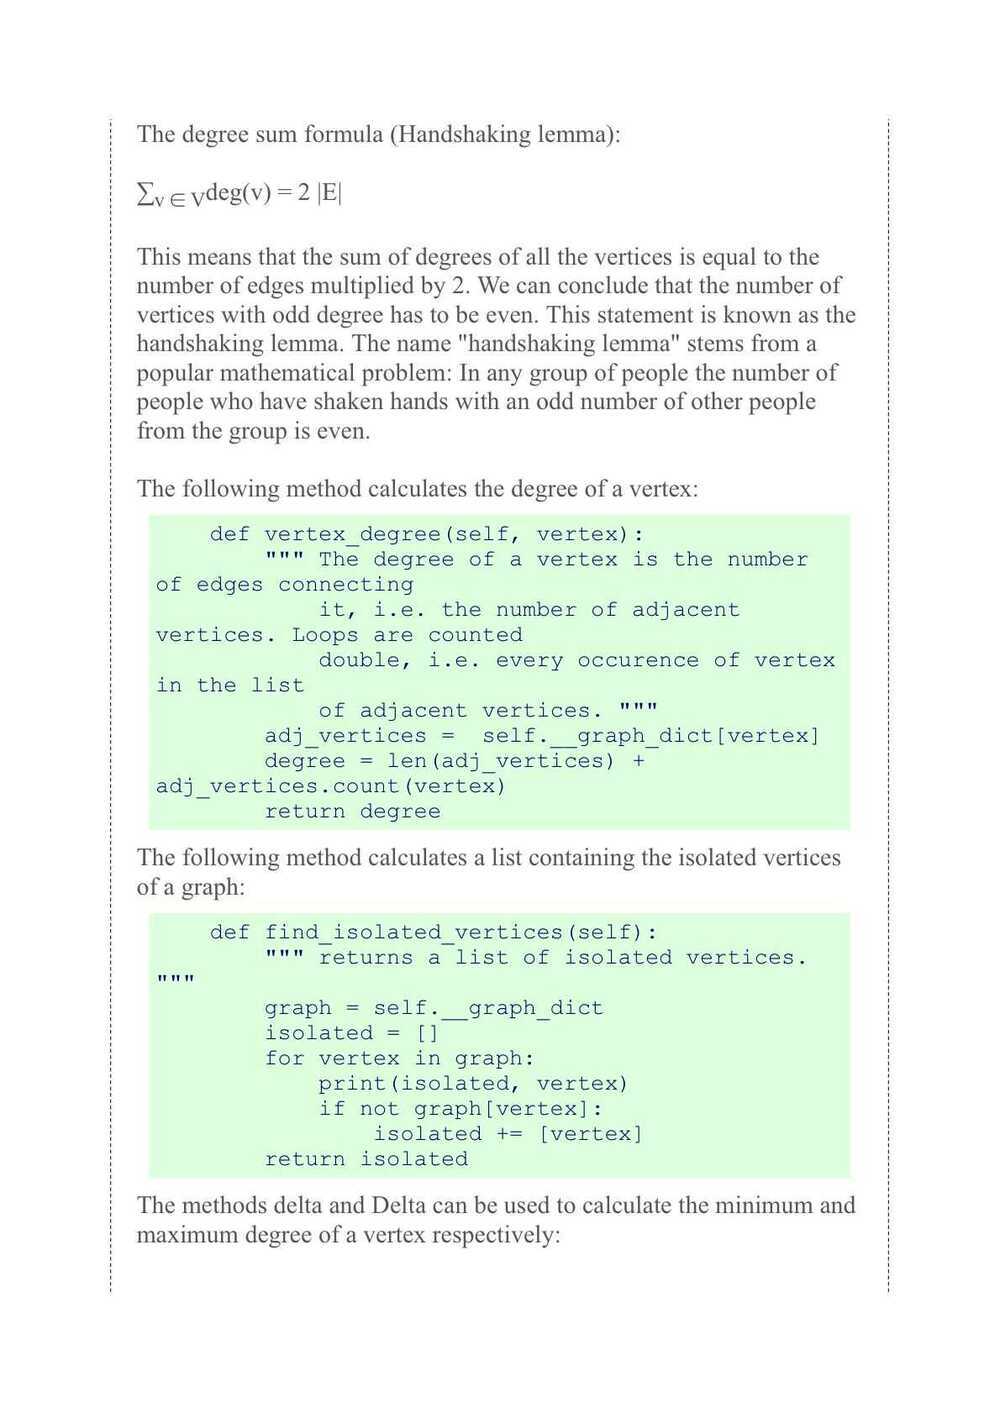 The degree sum formula (Handshaking lemma):
∑v ∈ Vdeg(v) = 2 |E|
This means that the sum of degrees of all the vertices is equal to the
number of edges multiplied by 2. We can conclude that the number of
vertices with odd degree has to be even. This statement is known as the
handshaking lemma. The name "handshaking lemma" stems from a
popular mathematical problem: In any group of people the number of
people who have shaken hands with an odd number of other people
from the group is even.
The following method calculates the degree of a vertex:
    def vertex_degree(self, vertex):
        """ The degree of a vertex is the number
of edges connecting
            it, i.e. the number of adjacent
vertices. Loops are counted
            double, i.e. every occurence of vertex
in the list
            of adjacent vertices. """
        adj_vertices =  self.__graph_dict[vertex]
        degree = len(adj_vertices) +
adj_vertices.count(vertex)
        return degree
The following method calculates a list containing the isolated vertices
of a graph:
    def find_isolated_vertices(self):
        """ returns a list of isolated vertices.
"""
        graph = self.__graph_dict
        isolated = []
        for vertex in graph:
            print(isolated, vertex)
            if not graph[vertex]:
                isolated += [vertex]
        return isolated
The methods delta and Delta can be used to calculate the minimum and
maximum degree of a vertex respectively: